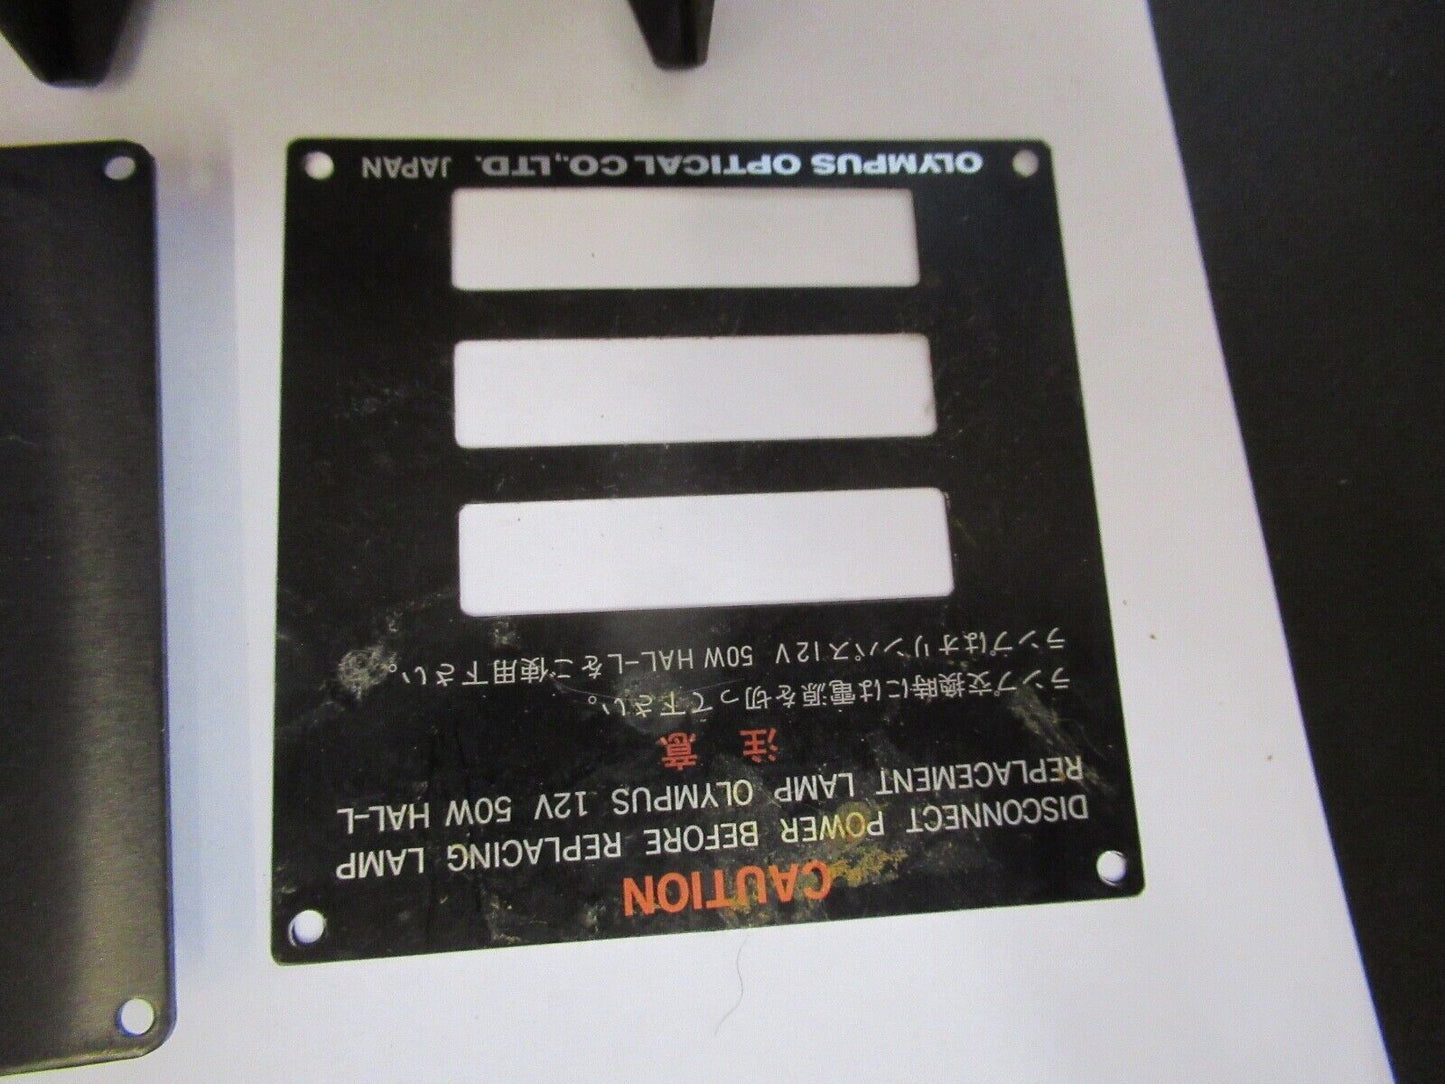 CAUTION
DISCONNECT POWER BEFORE REPLACING LAMP
REPLACEMENT LAMP OLYMPUS 12V 50W HAL-L
注 意
ランプ交換時には電源を切って下さい。
ランプはオリンパス12V 50W HAL-Lをご使用下さい。
OLYMPUS OPTICAL CO.,LTD. JAPAN